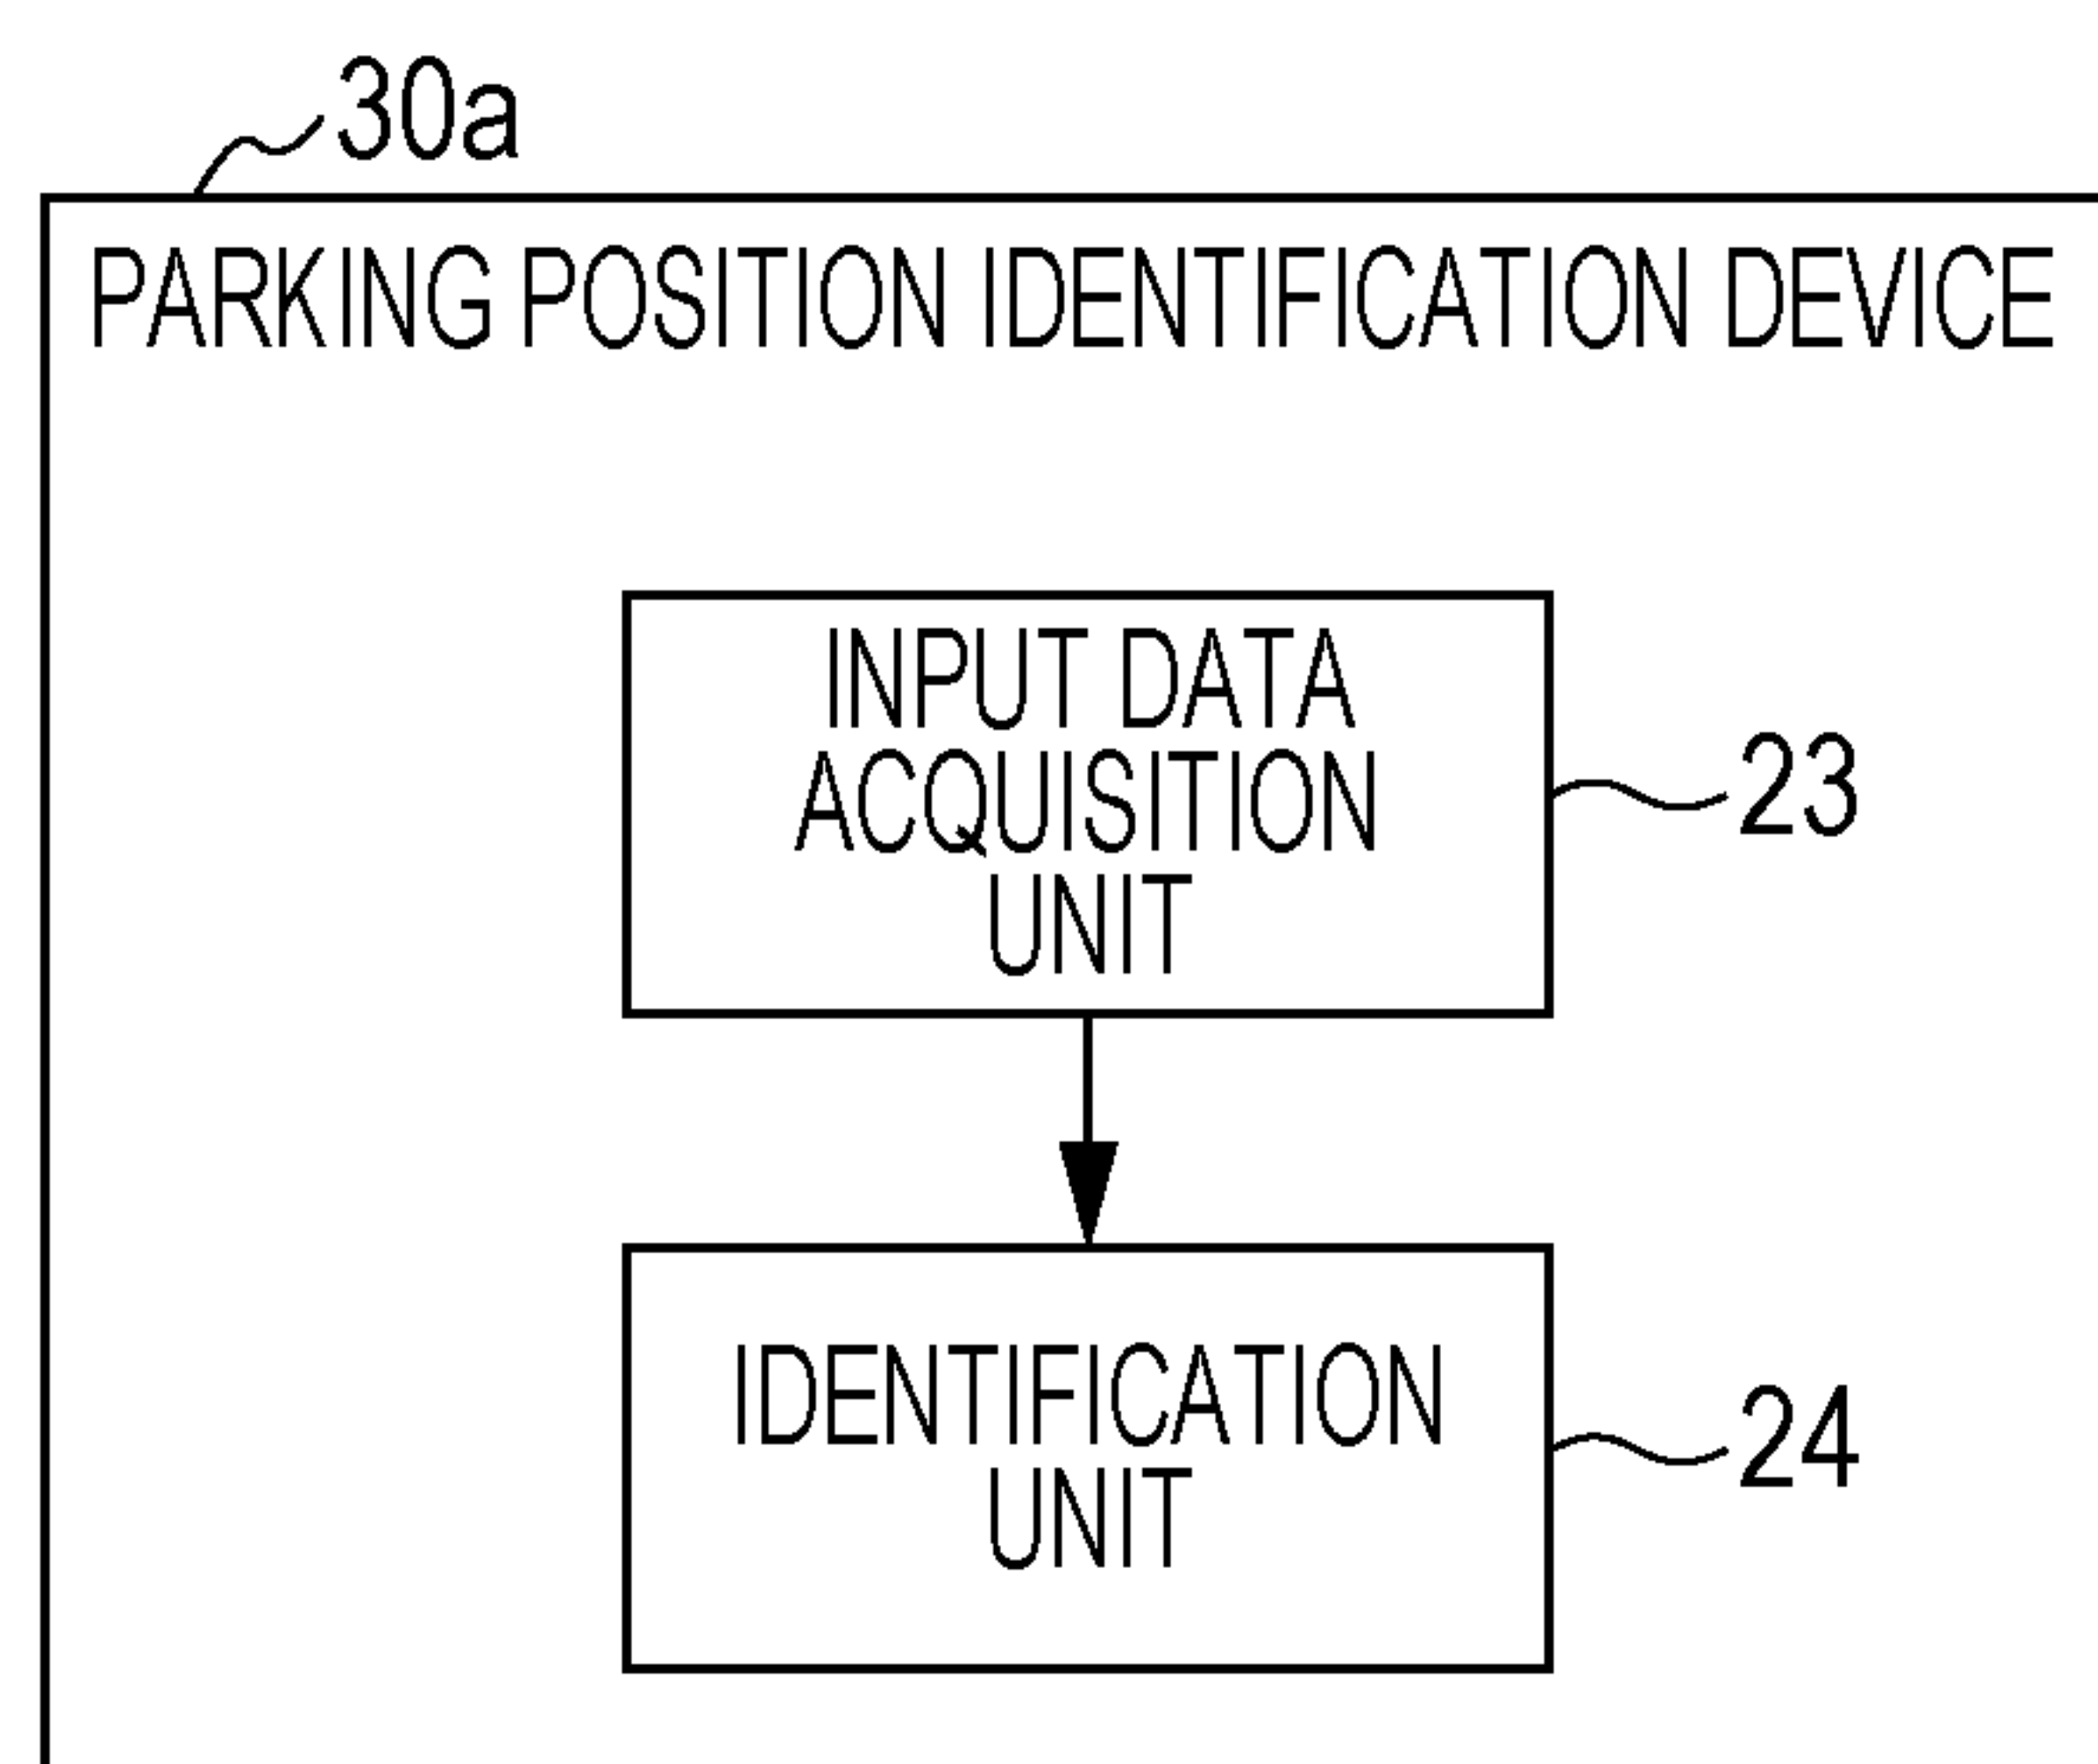 30a
PARKING POSITION IDENTIFICATION DEVICE
INPUT DATA
ACQUISITION
UNIT
23
IDENTIFICATION
UNIT
24